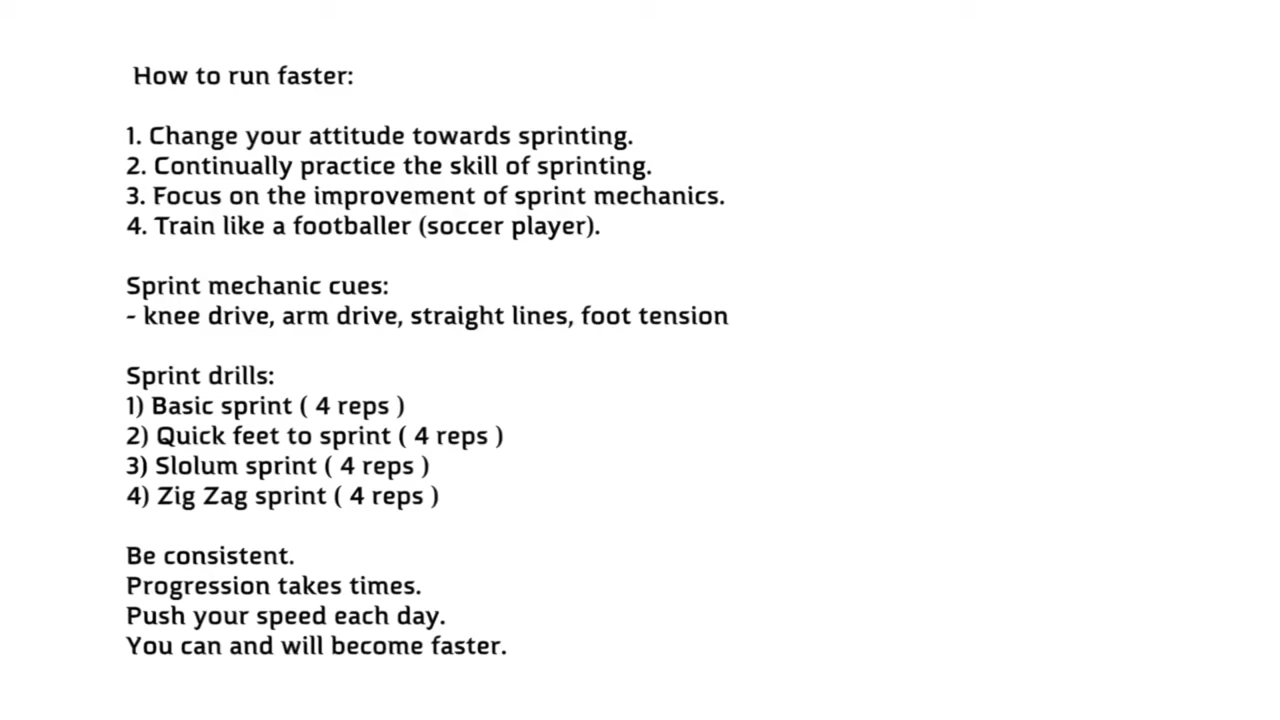 How to run faster:
1. Change your attitude towards sprinting.
2. Continually practice the skill of sprinting.
3. Focus on the improvement of sprint mechanics.
4. Train like a footballer (soccer player).
Sprint mechanic cues:
- knee drive, arm drive, straight lines, foot tension
Sprint drills:
1) Basic sprint ( 4 reps )
2) Quick feet to sprint ( 4 reps )
3) Slolum sprint ( 4 reps )
4) Zig Zag sprint ( 4 reps )
Be consistent.
Progression takes times.
Push your speed each day.
You can and will become faster.